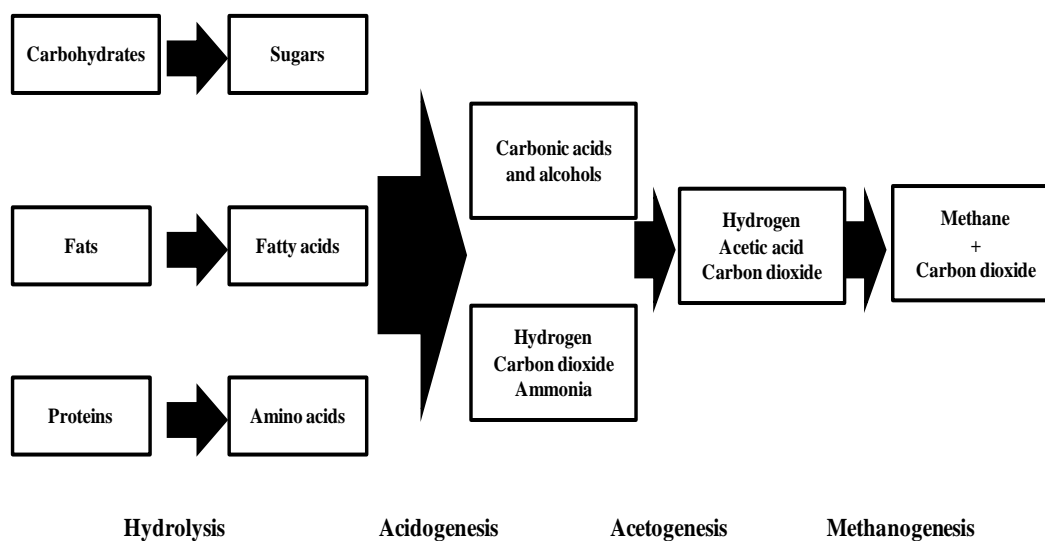 Carbohydrates
Sugars
Fats
Fatty acids
Proteins
Amino acids
Carbonic acids
and alcohols
Hydrogen
Carbon dioxide
Ammonia
Hydrogen
Acetic acid
Carbon dioxide
Methane
+
Carbon dioxide
Hydrolysis
Acidogenesis
Acetogenesis
Methanogenesis